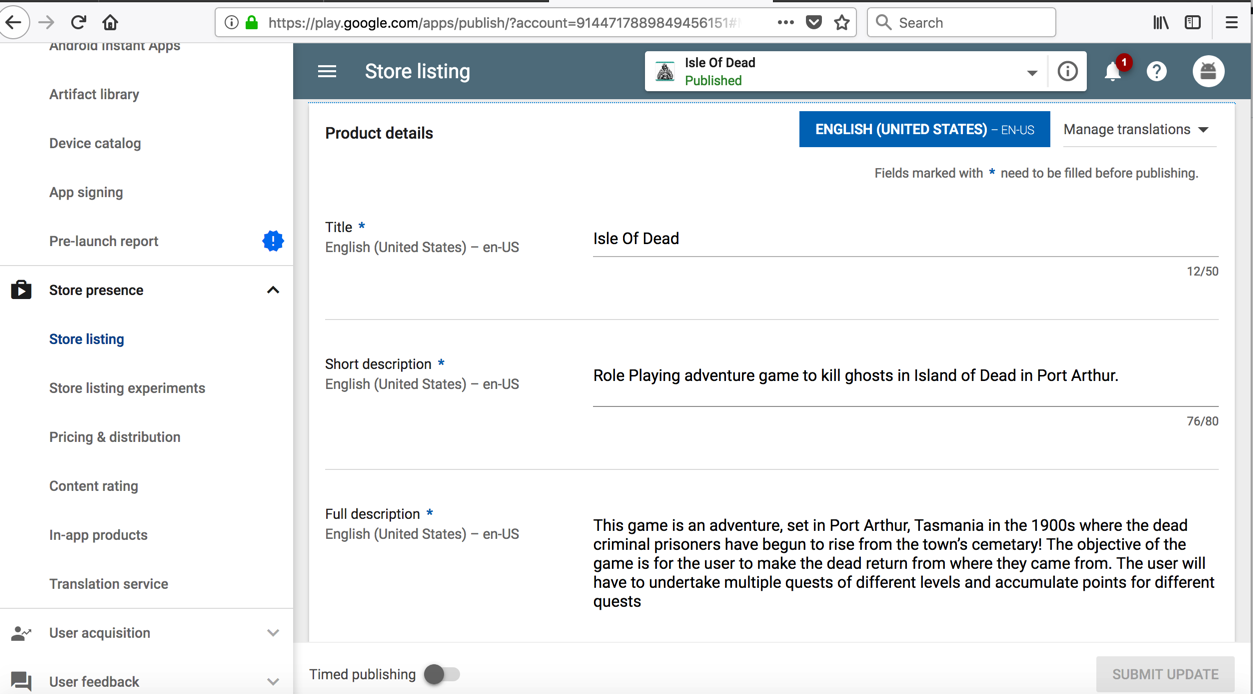 https://play.google.com/apps/publish/?account=9144717889849456151#
Search
Android Instant Apps
Artifact library
Device catalog
App signing
Pre-launch report
Store presence
Store listing
Store listing experiments
Pricing & distribution
Content rating
In-app products
Translation service
User acquisition
User feedback
Store listing
Isle Of Dead
Published
1
Product details
ENGLISH (UNITED STATES) – EN-US
Manage translations
Fields marked with * need to be filled before publishing.
Title *
English (United States) – en-US
Isle Of Dead
12/50
Short description *
English (United States) – en-US
Role Playing adventure game to kill ghosts in Island of Dead in Port Arthur.
76/80
Full description *
English (United States) – en-US
This game is an adventure, set in Port Arthur, Tasmania in the 1900s where the dead
criminal prisoners have begun to rise from the town's cemetary! The objective of the
game is for the user to make the dead return from where they came from. The user will
have to undertake multiple quests of different levels and accumulate points for different
quests
Timed publishing
SUBMIT UPDATE